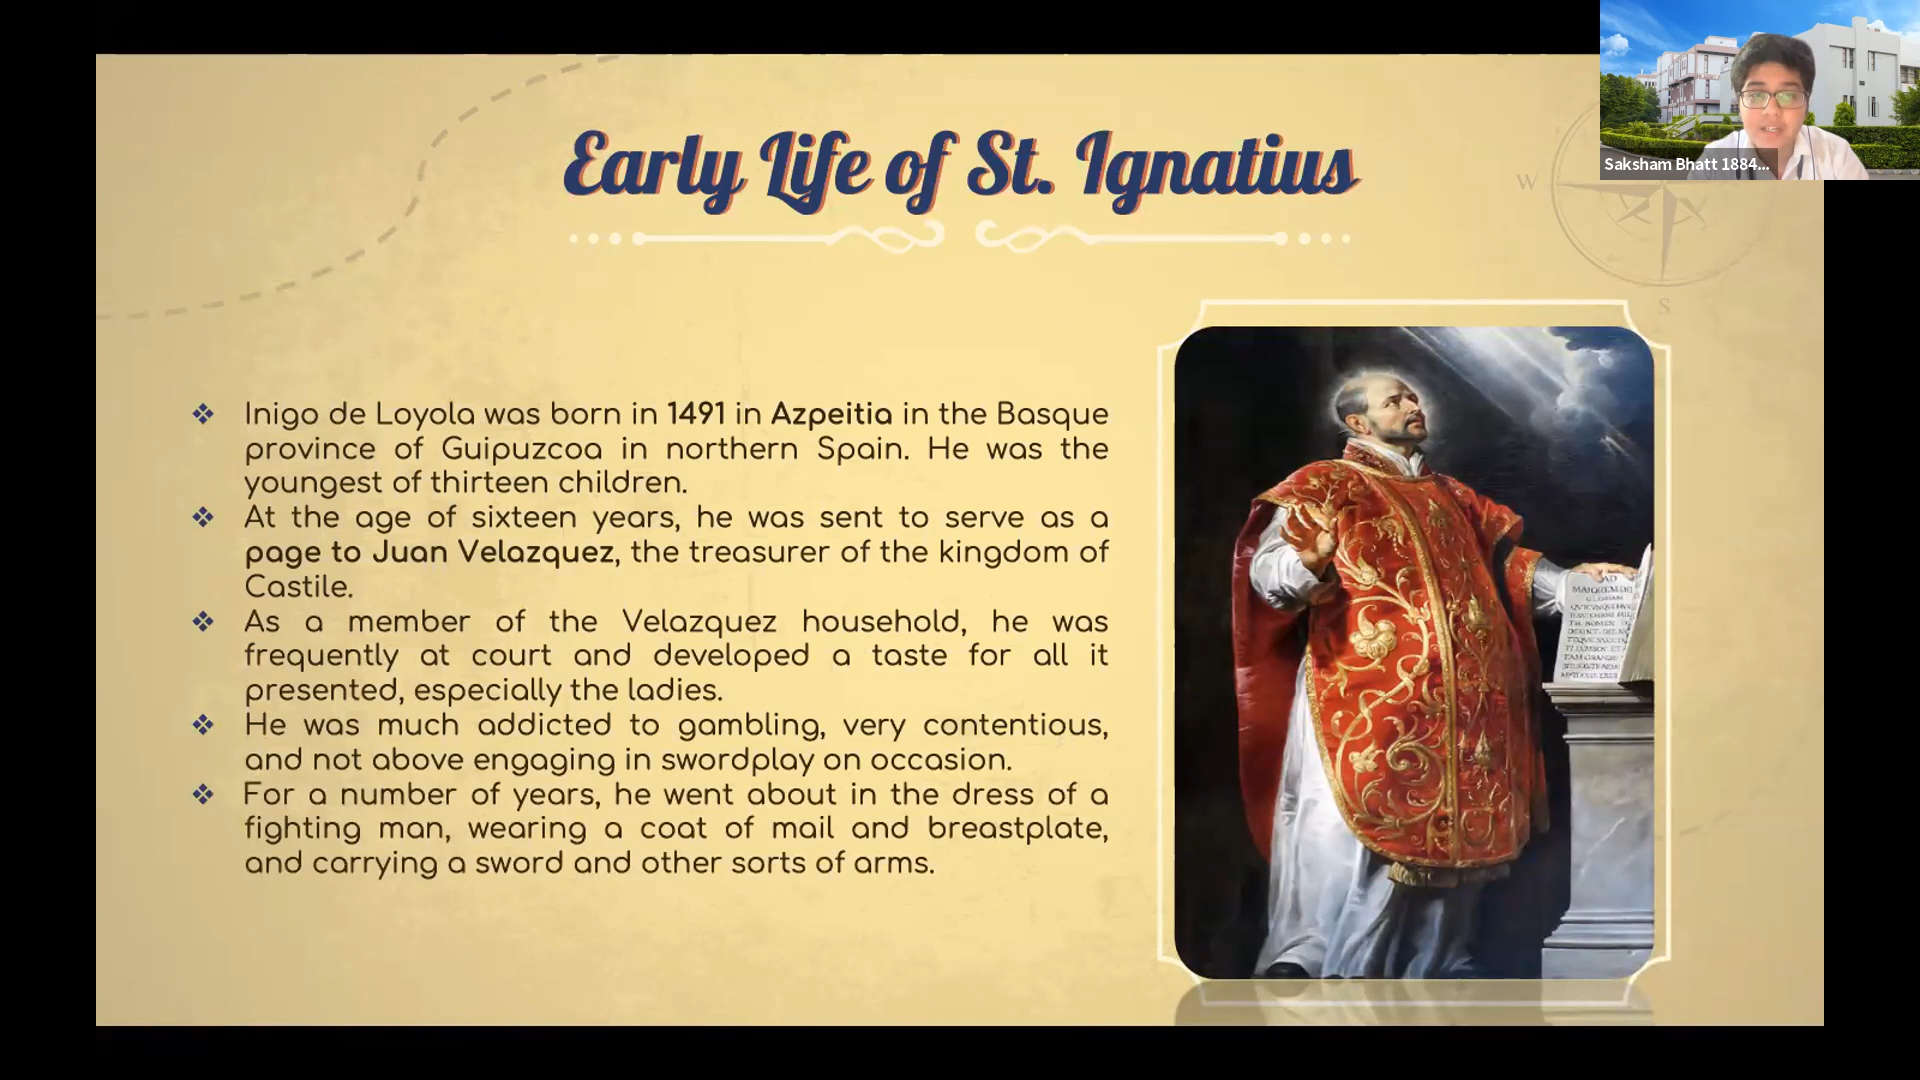 Early Life of St. Ignatius
Saksham Bhatt 1884...
W
S
Inigo de Loyola was born in 1491 in Azpeitia in the Basque
province of Guipuzcoa in northern Spain. He was the
youngest of thirteen children.
At the age of sixteen years, he was sent to serve as a
page to Juan Velazquez, the treasurer of the kingdom of
Castile.
As a member of the Velazquez household, he was
frequently at court and developed a taste for all it
presented, especially the ladies.
He was much addicted to gambling, very contentious,
and not above engaging in swordplay on occasion.
For a number of years, he went about in the dress of a
fighting man, wearing a coat of mail and breastplate,
and carrying a sword and other sorts of arms.
AD
MAIOREM DEI